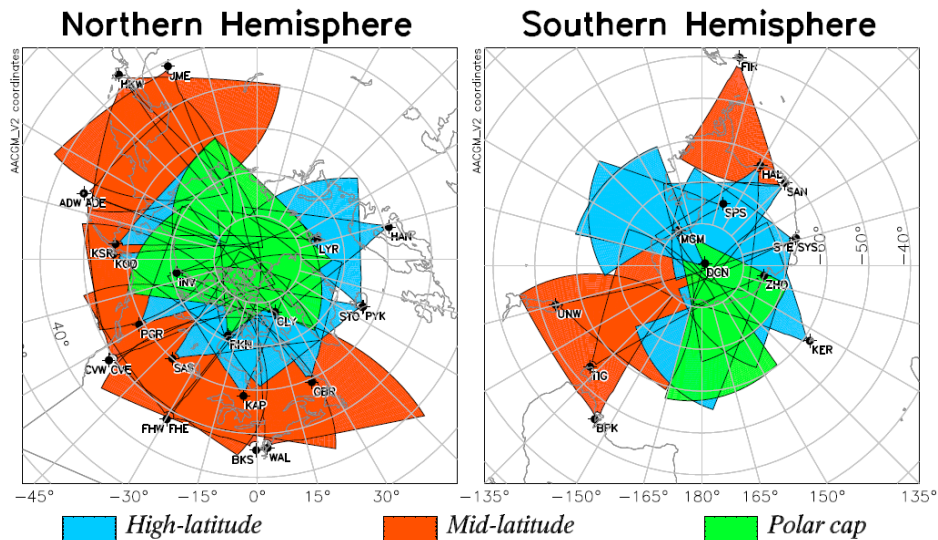 Northern Hemisphere
Southern Hemisphere
AACGM_V2 coordinates
HKW
JME
ADW ADE
KSR
KOD
INV
LYR
HAN
STO PYK
CLY
RKN
PGR
CVW CVE
SAS
GBR
KAP
FHW FHE
BKS
WAL
40°
-45° -30° -15° 0° 15° 30°
AACGM_V2 coordinates
FIR
HAL
SAN
SPS
MCM
SYE SYS
DCN
ZHO
KER
UNW
TIG
BPK
-60°
-50°
-40°
-135° -150° -165° 180° 165° 150° 135°
High-latitude
Mid-latitude
Polar cap